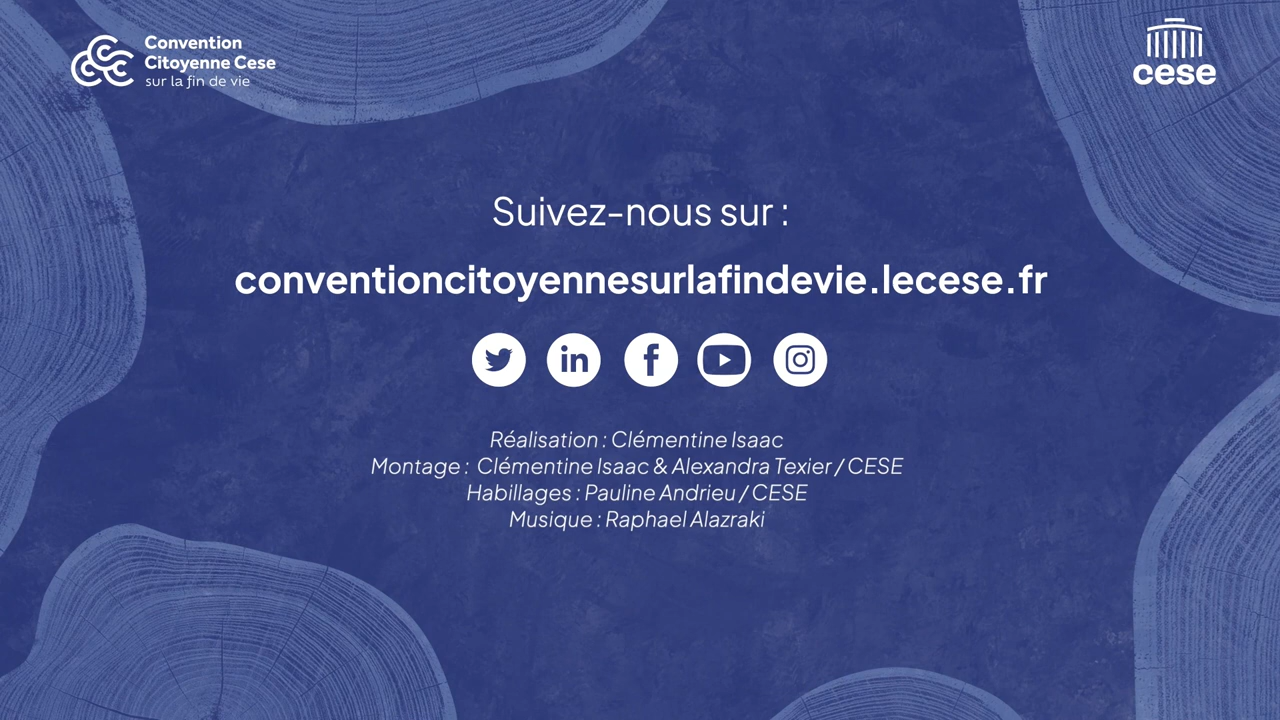 Convention
Citoyenne Cese
sur la fin de vie
cese
Suivez-nous sur :
conventioncitoyennesurlafindevie.lecese.fr
Réalisation : Clémentine Isaac
Montage : Clémentine Isaac & Alexandra Texier / CESE
Habillages : Pauline Andrieu / CESE
Musique : Raphael Alazraki